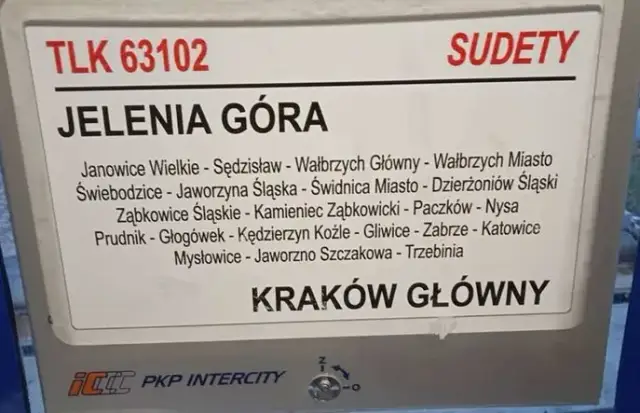 TLK 63102 SUDETY
JELENIA GÓRA
Janowice Wielkie - Sędzisław - Wałbrzych Główny - Wałbrzych Miasto
Świebodzice - Jaworzyna Śląska - Świdnica Miasto - Dzierżoniów Śląski
Ząbkowice Śląskie - Kamieniec Ząbkowicki - Paczków - Nysa
Prudnik - Głogówek - Kędzierzyn Koźle - Gliwice - Zabrze - Katowice
Mysłowice - Jaworzno Szczakowa - Trzebinia
KRAKÓW GŁÓWNY
Z
iCCCC PKP INTERCITY O